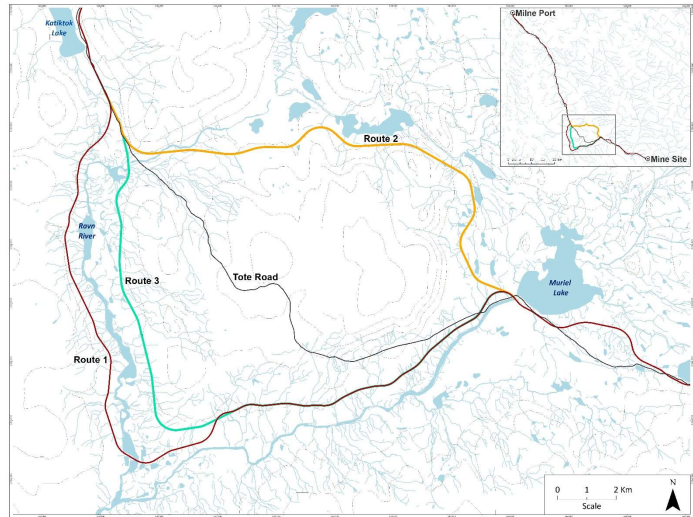 Milne Port
Katiktok
Lake
Route 2
Mine Site
Ravn
River
Tote Road
Route 3
Muriel
Lake
Route 1
0 1 2 Km
Scale
N